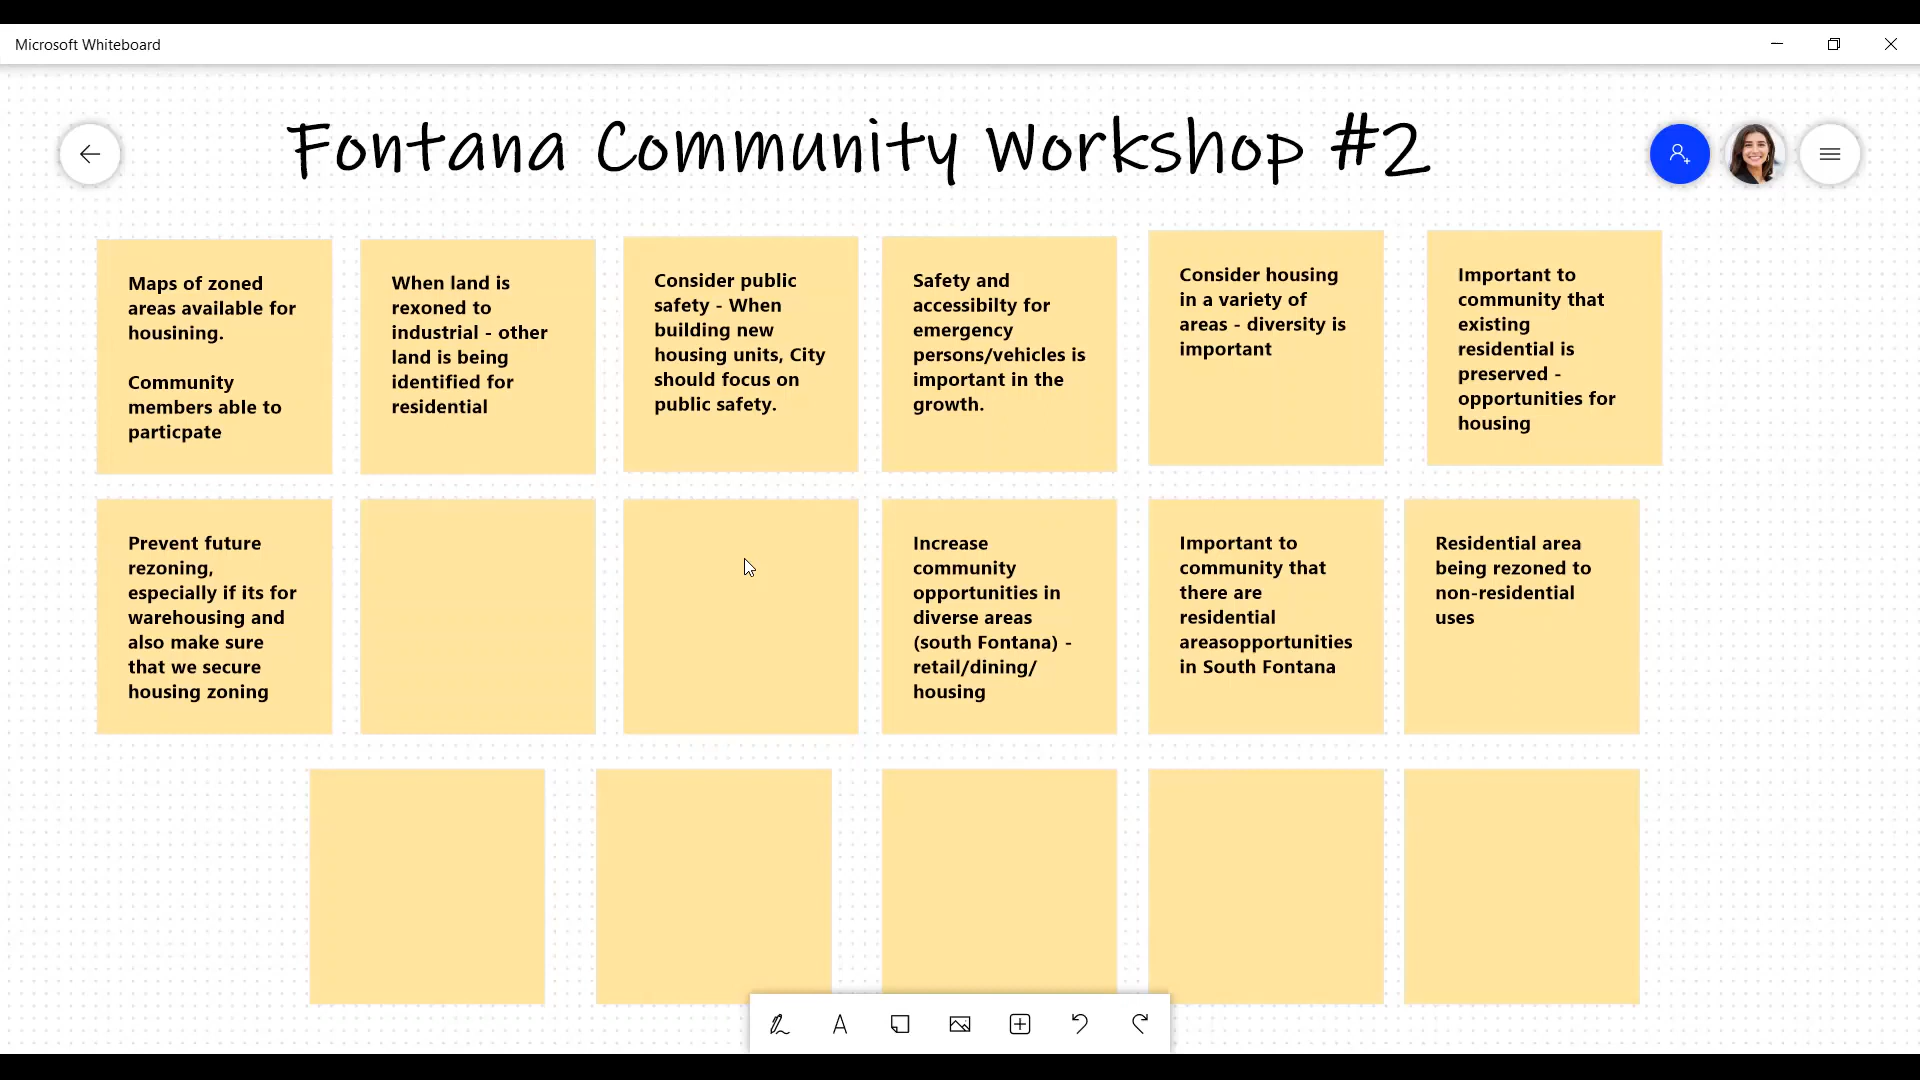 Microsoft Whiteboard
Fontana Community Workshop #2
Maps of zoned
areas available for
housining.
Community
members able to
particpate
When land is
rexoned to
industrial - other
land is being
identified for
residential
Consider public
safety - When
building new
housing units, City
should focus on
public safety.
Safety and
accessibilty for
emergency
persons/vehicles is
important in the
growth.
Consider housing
in a variety of
areas - diversity is
important
Important to
community that
existing
residential is
preserved -
opportunities for
housing
Prevent future
rezoning,
especially if its for
warehousing and
also make sure
that we secure
housing zoning
Increase
community
opportunities in
diverse areas
(south Fontana) -
retail/dining/
housing
Important to
community that
there are
residential
areasopportunities
in South Fontana
Residential area
being rezoned to
non-residential
uses